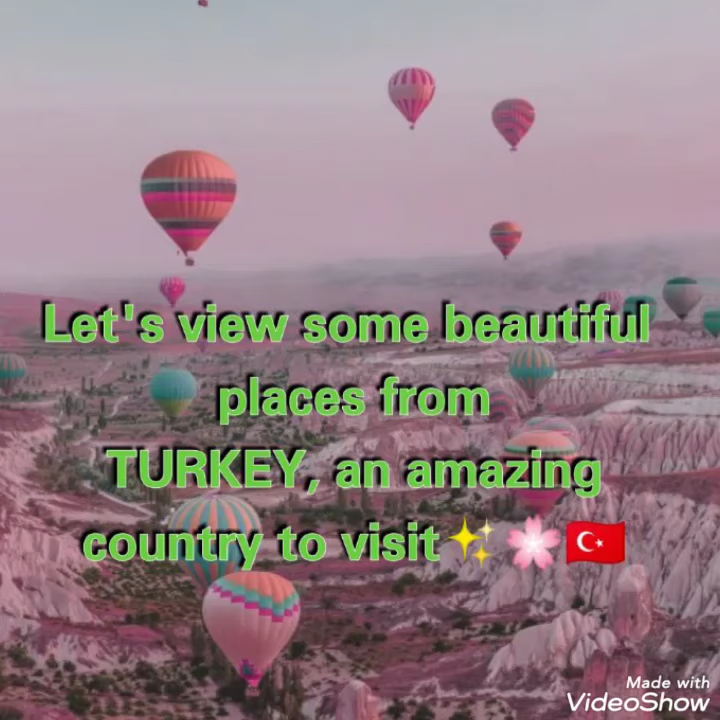 Let's view some beautiful
places from
TURKEY, an amazing
country to visit✨🌸🇹🇷
Made with
VideoShow